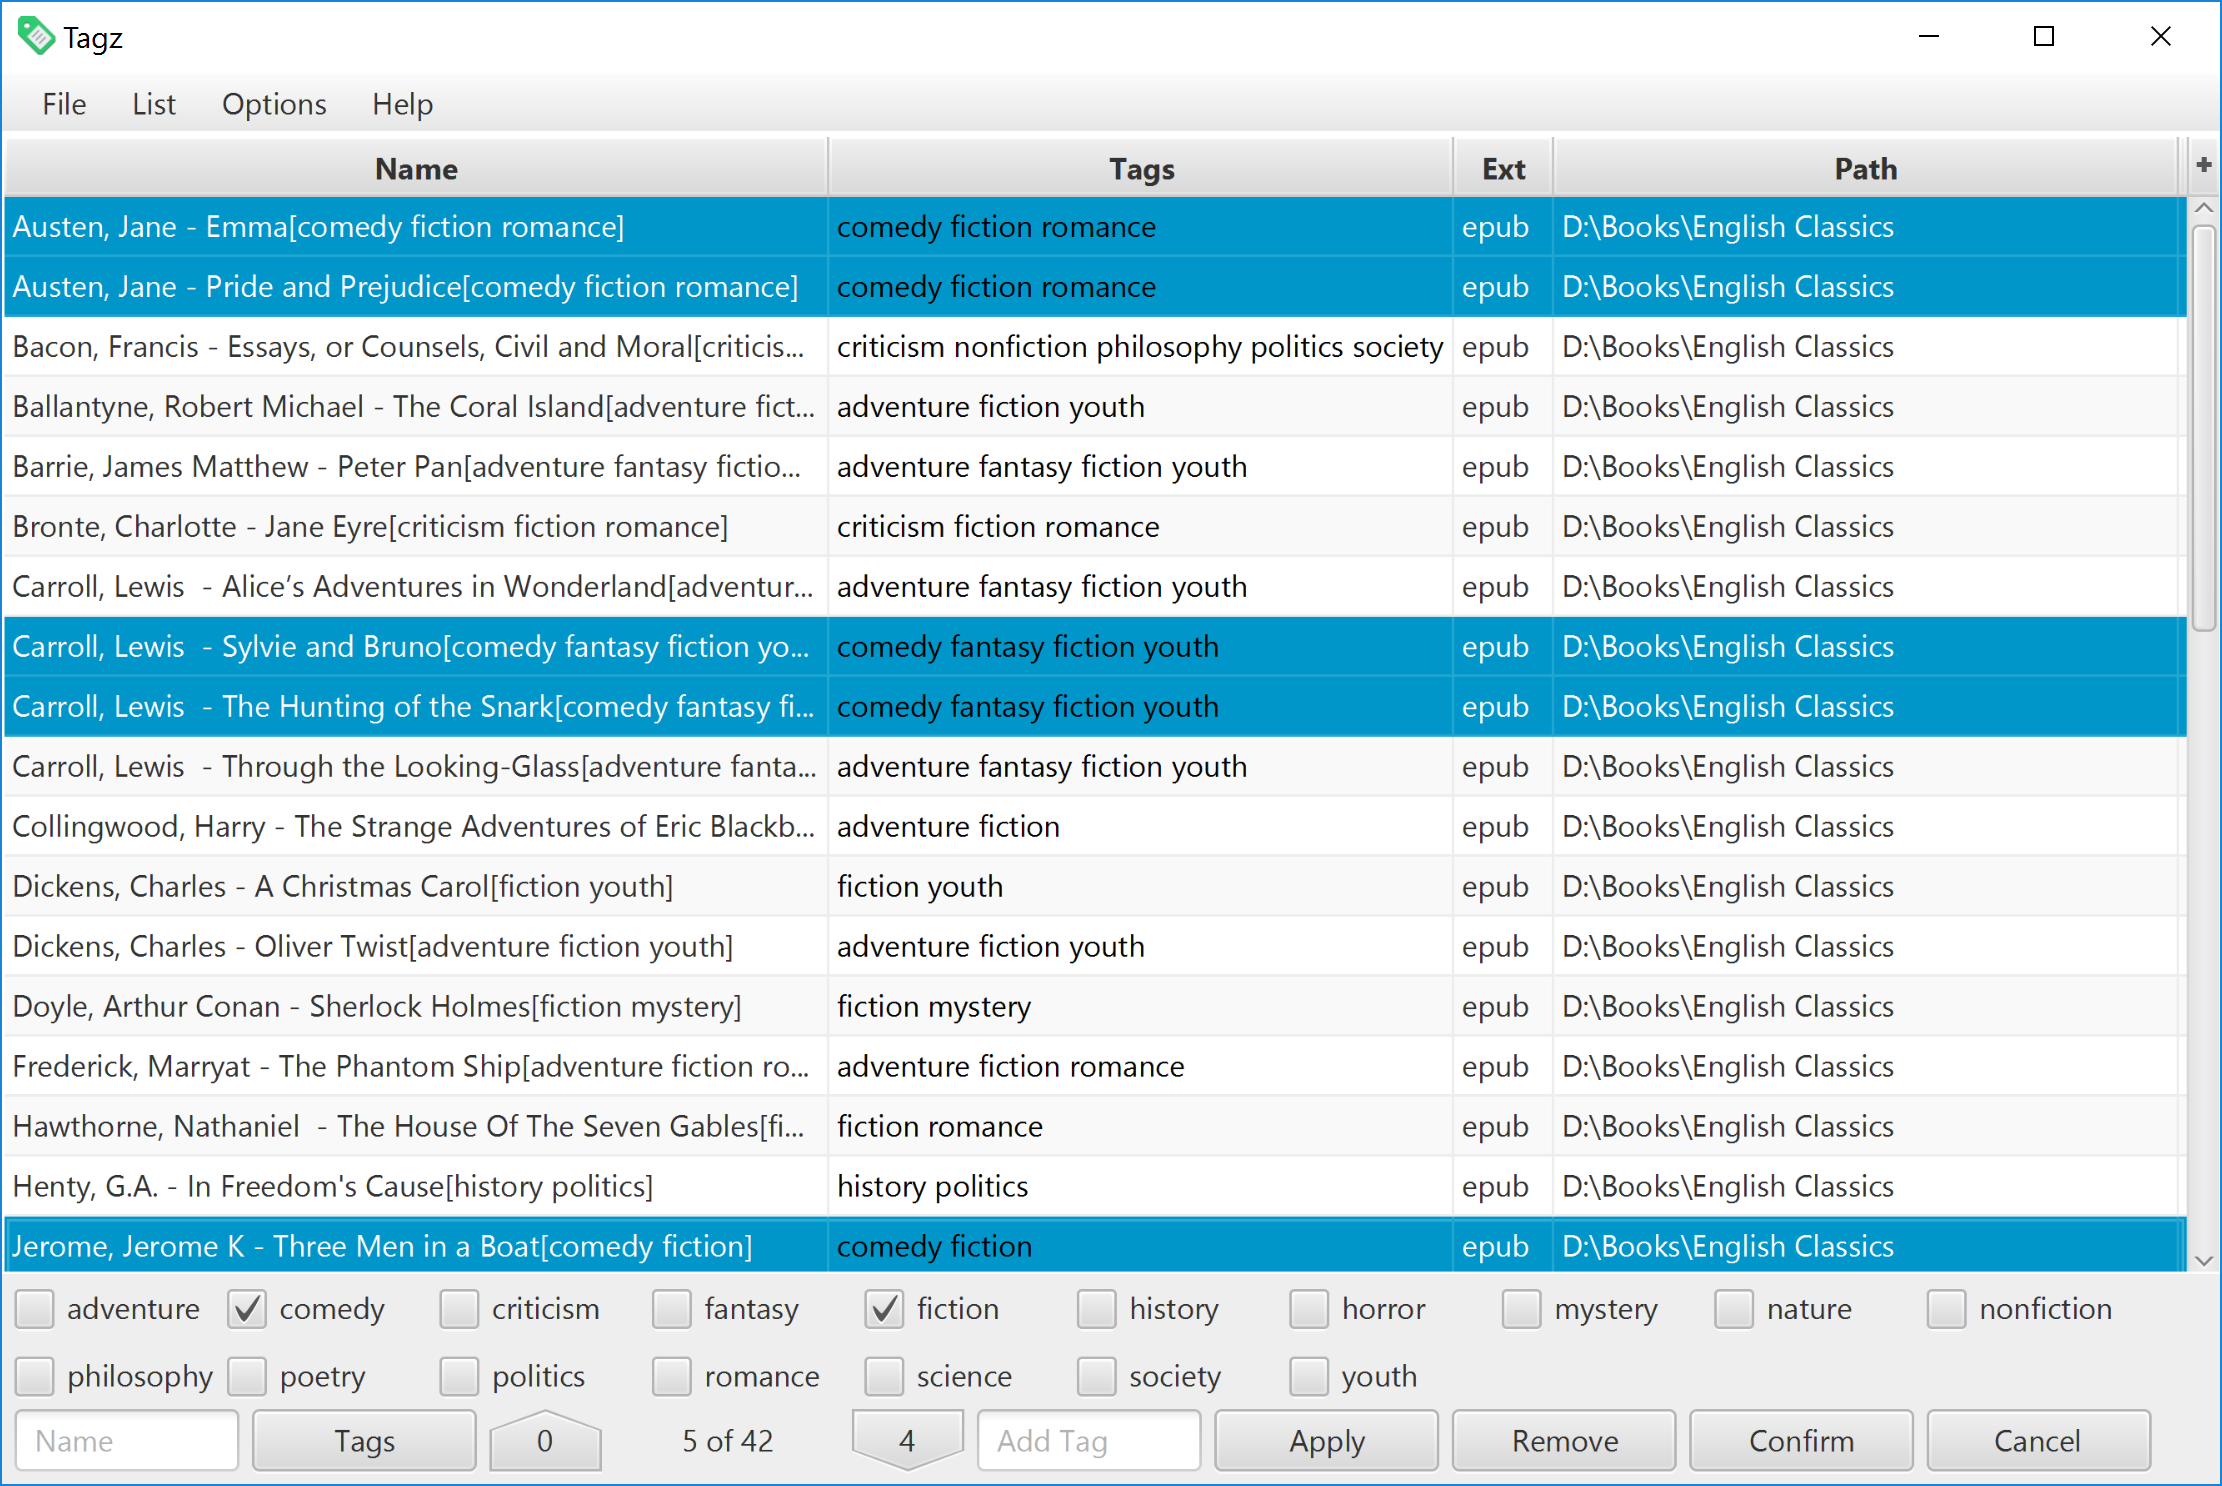 Tagz
File List Options Help
Name Tags Ext Path +
Austen, Jane - Emma[comedy fiction romance] comedy fiction romance epub D:\Books\English Classics
Austen, Jane - Pride and Prejudice[comedy fiction romance] comedy fiction romance epub D:\Books\English Classics
Bacon, Francis - Essays, or Counsels, Civil and Moral[criticis... criticism nonfiction philosophy politics society epub D:\Books\English Classics
Ballantyne, Robert Michael - The Coral Island[adventure fict... adventure fiction youth epub D:\Books\English Classics
Barrie, James Matthew - Peter Pan[adventure fantasy fictio... adventure fantasy fiction youth epub D:\Books\English Classics
Bronte, Charlotte - Jane Eyre[criticism fiction romance] criticism fiction romance epub D:\Books\English Classics
Carroll, Lewis  - Alice’s Adventures in Wonderland[adventur... adventure fantasy fiction youth epub D:\Books\English Classics
Carroll, Lewis  - Sylvie and Bruno[comedy fantasy fiction yo... comedy fantasy fiction youth epub D:\Books\English Classics
Carroll, Lewis  - The Hunting of the Snark[comedy fantasy fi... comedy fantasy fiction youth epub D:\Books\English Classics
Carroll, Lewis  - Through the Looking-Glass[adventure fanta... adventure fantasy fiction youth epub D:\Books\English Classics
Collingwood, Harry - The Strange Adventures of Eric Blackb... adventure fiction epub D:\Books\English Classics
Dickens, Charles - A Christmas Carol[fiction youth] fiction youth epub D:\Books\English Classics
Dickens, Charles - Oliver Twist[adventure fiction youth] adventure fiction youth epub D:\Books\English Classics
Doyle, Arthur Conan - Sherlock Holmes[fiction mystery] fiction mystery epub D:\Books\English Classics
Frederick, Marryat - The Phantom Ship[adventure fiction ro... adventure fiction romance epub D:\Books\English Classics
Hawthorne, Nathaniel  - The House Of The Seven Gables[fi... fiction romance epub D:\Books\English Classics
Henty, G.A. - In Freedom's Cause[history politics] history politics epub D:\Books\English Classics
Jerome, Jerome K - Three Men in a Boat[comedy fiction] comedy fiction epub D:\Books\English Classics
adventure comedy criticism fantasy fiction history horror mystery nature nonfiction
philosophy poetry politics romance science society youth
Name Tags 0 5 of 42 4 Add Tag Apply Remove Confirm Cancel